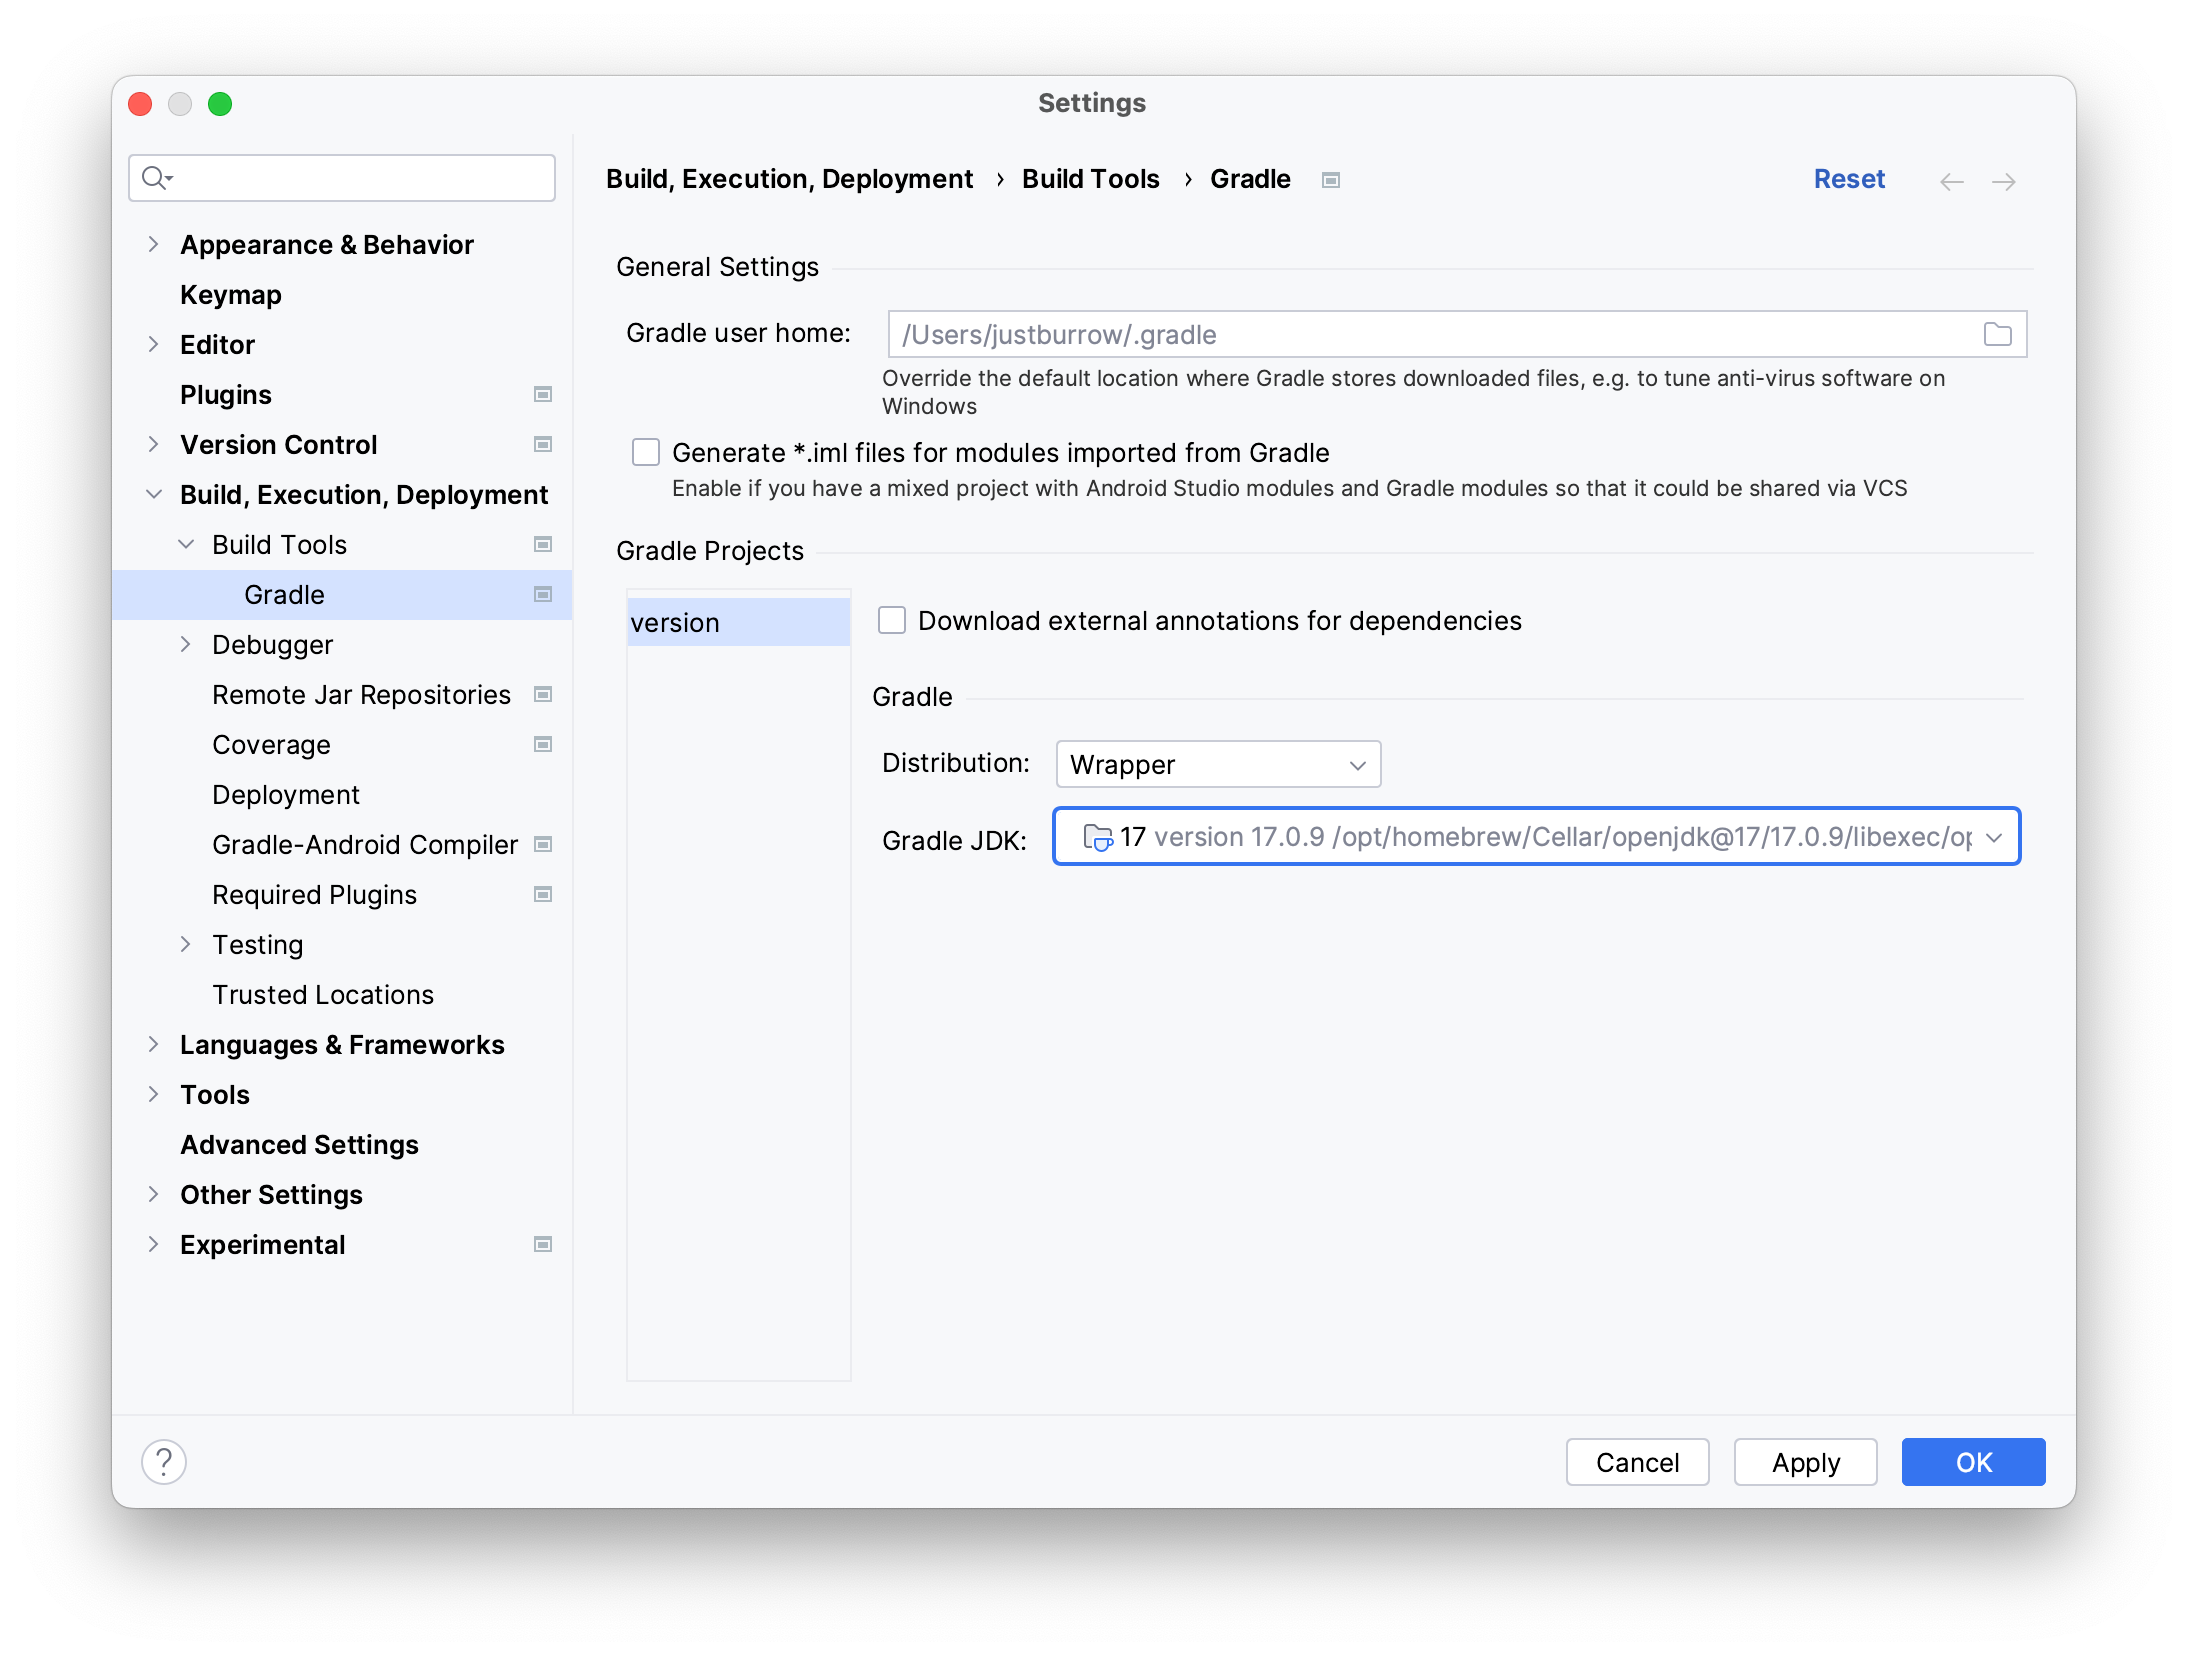 Settings
Build, Execution, Deployment › Build Tools › Gradle
Reset
Appearance & Behavior
Keymap
Editor
Plugins
Version Control
Build, Execution, Deployment
Build Tools
Gradle
Debugger
Remote Jar Repositories
Coverage
Deployment
Gradle-Android Compiler
Required Plugins
Testing
Trusted Locations
Languages & Frameworks
Tools
Advanced Settings
Other Settings
Experimental
General Settings
Gradle user home: /Users/justburrow/.gradle
Override the default location where Gradle stores downloaded files, e.g. to tune anti-virus software on
Windows
Generate *.iml files for modules imported from Gradle
Enable if you have a mixed project with Android Studio modules and Gradle modules so that it could be shared via VCS
Gradle Projects
version
Download external annotations for dependencies
Gradle
Distribution: Wrapper
Gradle JDK: 17 version 17.0.9 /opt/homebrew/Cellar/openjdk@17/17.0.9/libexec/op
?
Cancel
Apply
OK